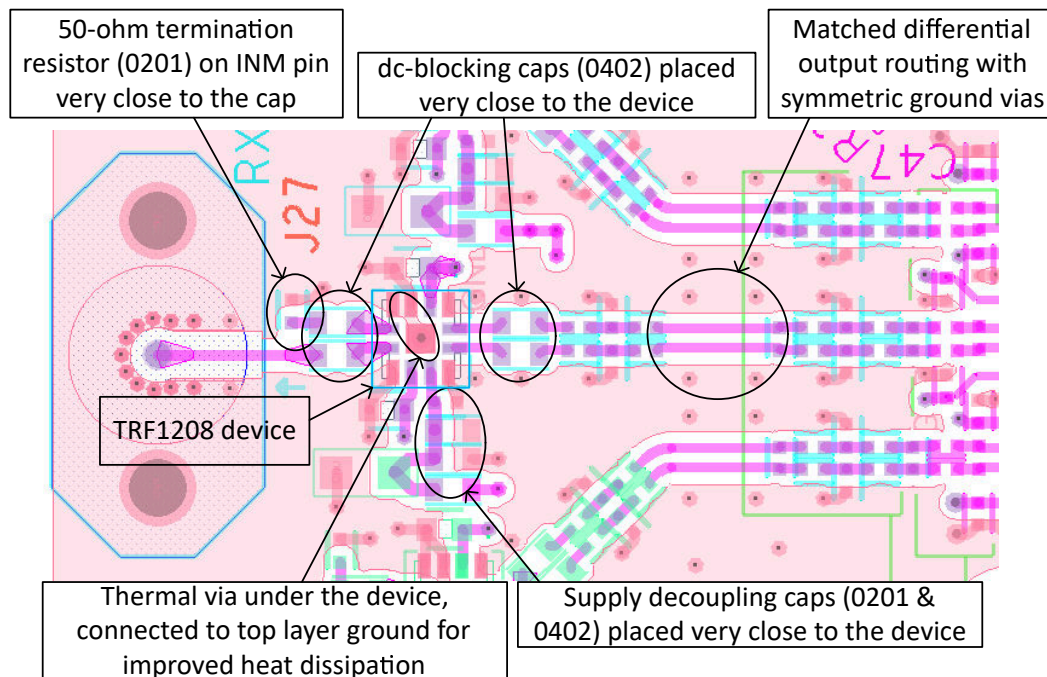 50-ohm termination
resistor (0201) on INM pin
very close to the cap
dc-blocking caps (0402) placed
very close to the device
Matched differential
output routing with
symmetric ground vias
J27
TRF1208 device
Thermal via under the device,
connected to top layer ground for
improved heat dissipation
Supply decoupling caps (0201 &
0402) placed very close to the device